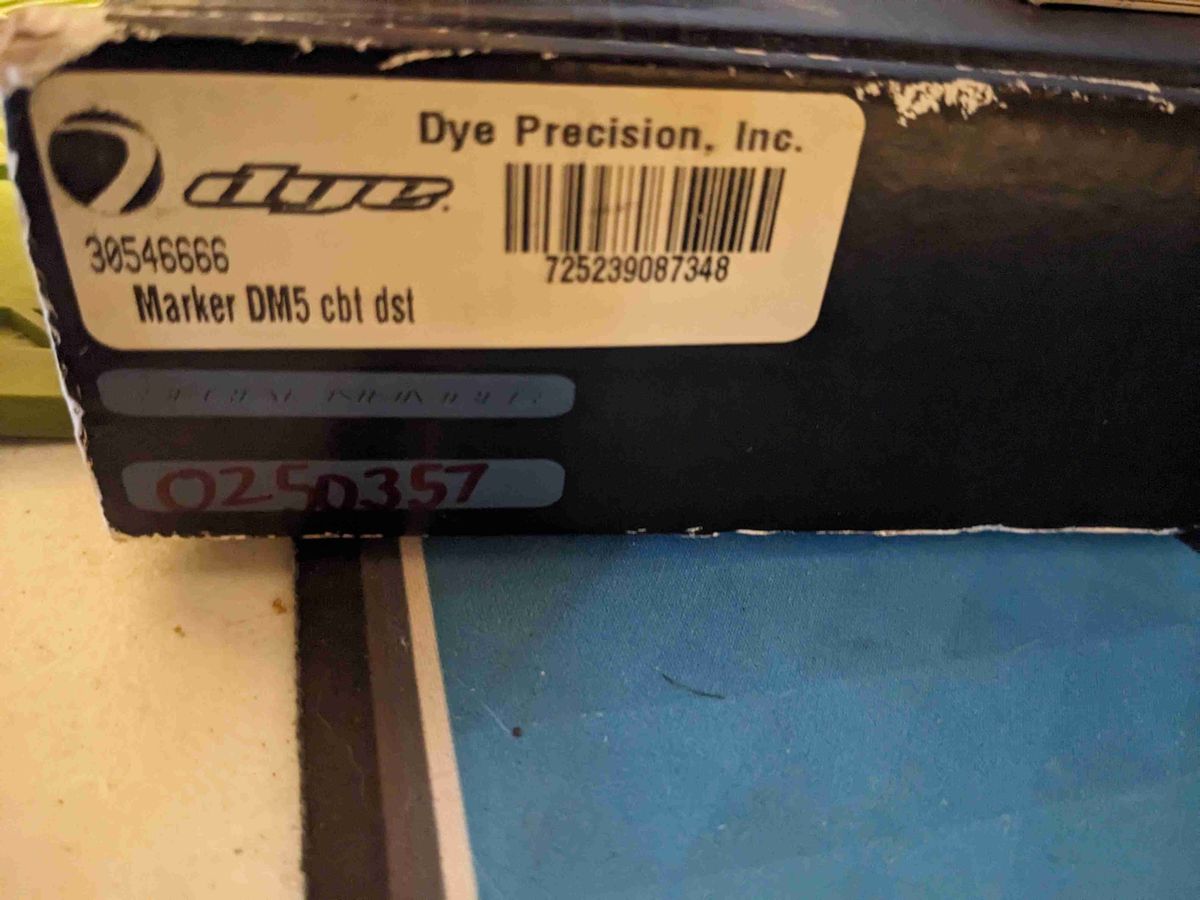 Dye Precision, Inc.
dye.
30546666
725239087348
Marker DM5 cbt dst
0250357